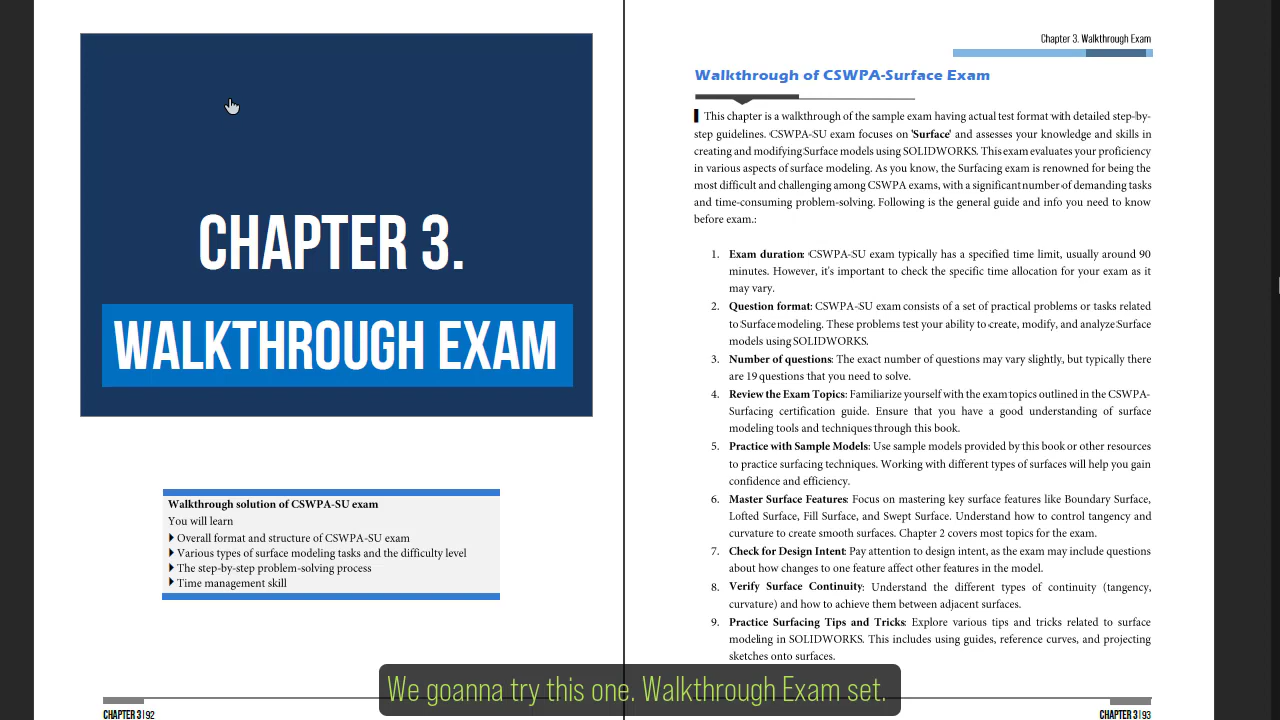 CHAPTER 3.
WALKTHROUGH EXAM
Walkthrough solution of CSWPA-SU exam
You will learn
Overall format and structure of CSWPA-SU exam
Various types of surface modeling tasks and the difficulty level
The step-by-step problem-solving process
Time management skill
CHAPTER 3|92
Chapter 3. Walkthrough Exam
Walkthrough of CSWPA-Surface Exam
This chapter is a walkthrough of the sample exam having actual test format with detailed step-by-
step guidelines. CSWPA-SU exam focuses on 'Surface' and assesses your knowledge and skills in
creating and modifying Surface models using SOLIDWORKS. This exam evaluates your proficiency
in various aspects of surface modeling. As you know, the Surfacing exam is renowned for being the
most difficult and challenging among CSWPA exams, with a significant number of demanding tasks
and time-consuming problem-solving. Following is the general guide and info you need to know
before exam.:
1. Exam duration: CSWPA-SU exam typically has a specified time limit, usually around 90
minutes. However, it's important to check the specific time allocation for your exam as it
may vary.
2. Question format: CSWPA-SU exam consists of a set of practical problems or tasks related
to Surface modeling. These problems test your ability to create, modify, and analyze Surface
models using SOLIDWORKS.
3. Number of questions: The exact number of questions may vary slightly, but typically there
are 19 questions that you need to solve.
4. Review the Exam Topics: Familiarize yourself with the exam topics outlined in the CSWPA-
Surfacing certification guide. Ensure that you have a good understanding of surface
modeling tools and techniques through this book.
5. Practice with Sample Models: Use sample models provided by this book or other resources
to practice surfacing techniques. Working with different types of surfaces will help you gain
confidence and efficiency.
6. Master Surface Features: Focus on mastering key surface features like Boundary Surface,
Lofted Surface, Fill Surface, and Swept Surface. Understand how to control tangency and
curvature to create smooth surfaces. Chapter 2 covers most topics for the exam.
7. Check for Design Intent: Pay attention to design intent, as the exam may include questions
about how changes to one feature affect other features in the model.
8. Verify Surface Continuity: Understand the different types of continuity (tangency,
curvature) and how to achieve them between adjacent surfaces.
9. Practice Surfacing Tips and Tricks: Explore various tips and tricks related to surface
modeling in SOLIDWORKS. This includes using guides, reference curves, and projecting
sketches onto surfaces.
CHAPTER 3|93
We goanna try this one. Walkthrough Exam set.